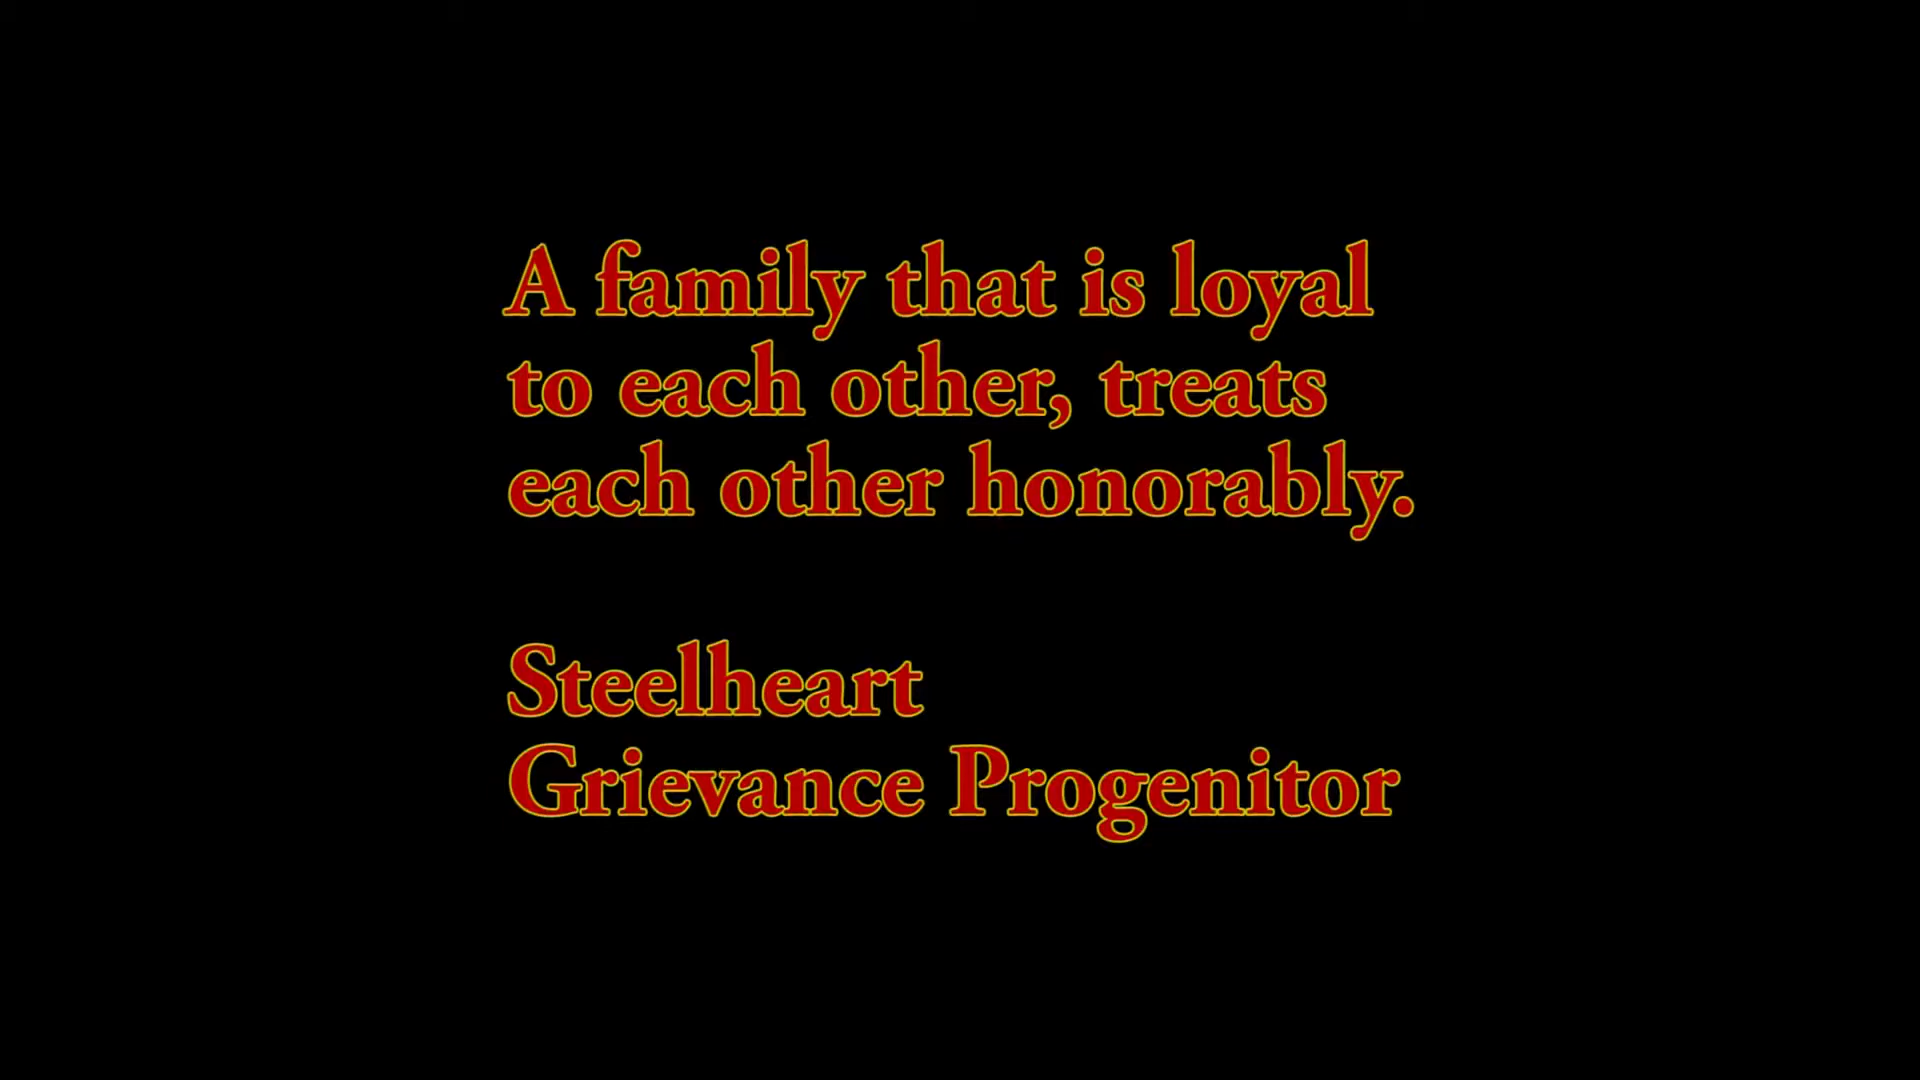 A family that is loyal
to each other, treats
each other honorably.
Steelheart
Grievance Progenitor